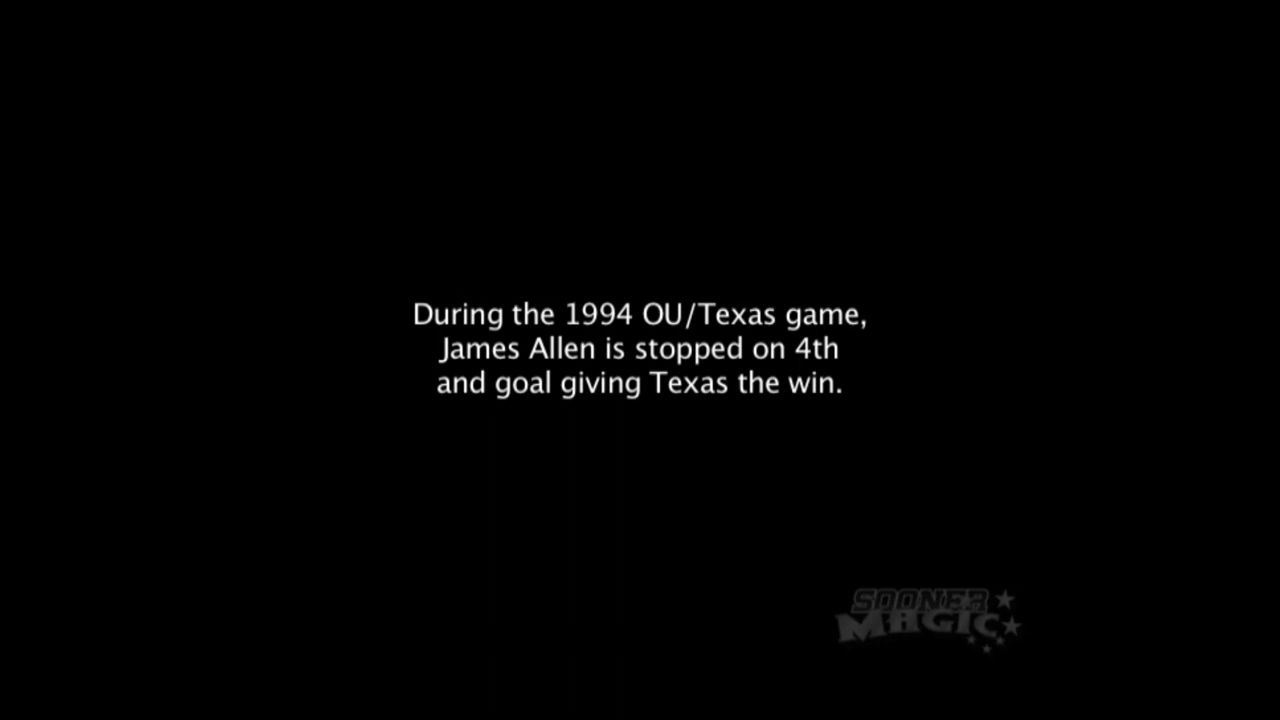 During the 1994 OU/Texas game,
James Allen is stopped on 4th
and goal giving Texas the win.
SOONER
MAGIC